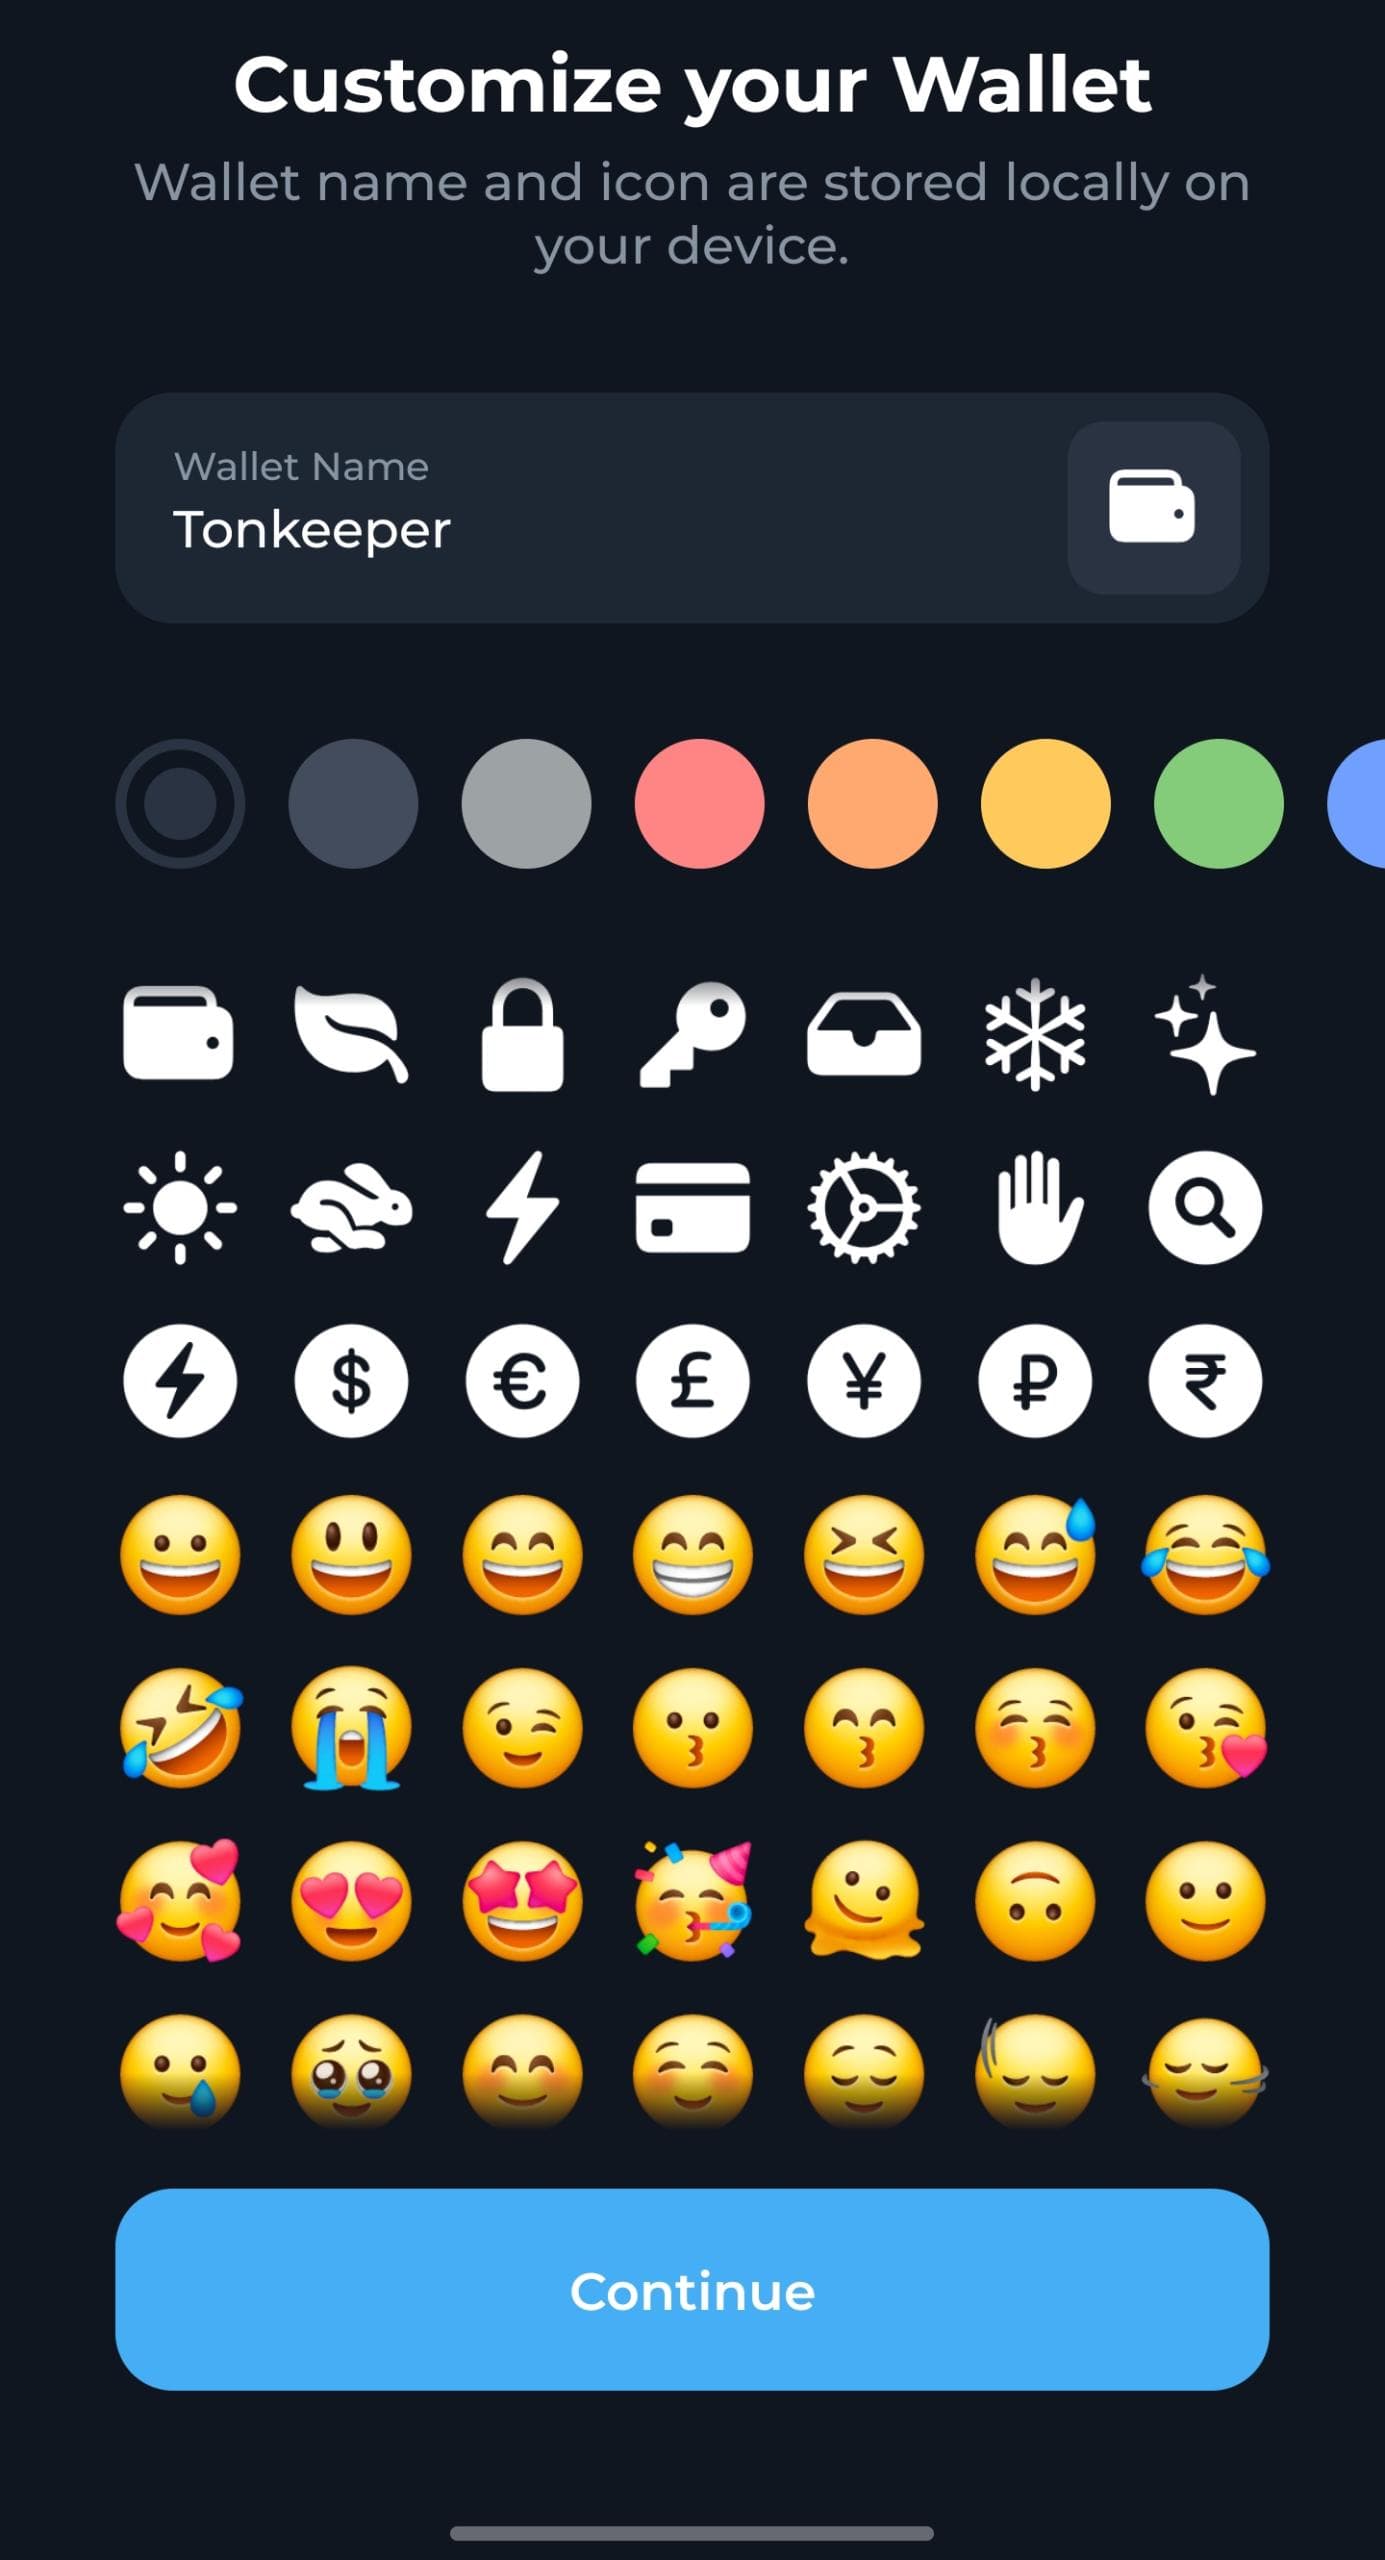 Customize your Wallet
Wallet name and icon are stored locally on
your device.
Wallet Name
Tonkeeper
$ € £ ¥ ₽ ₹
Continue